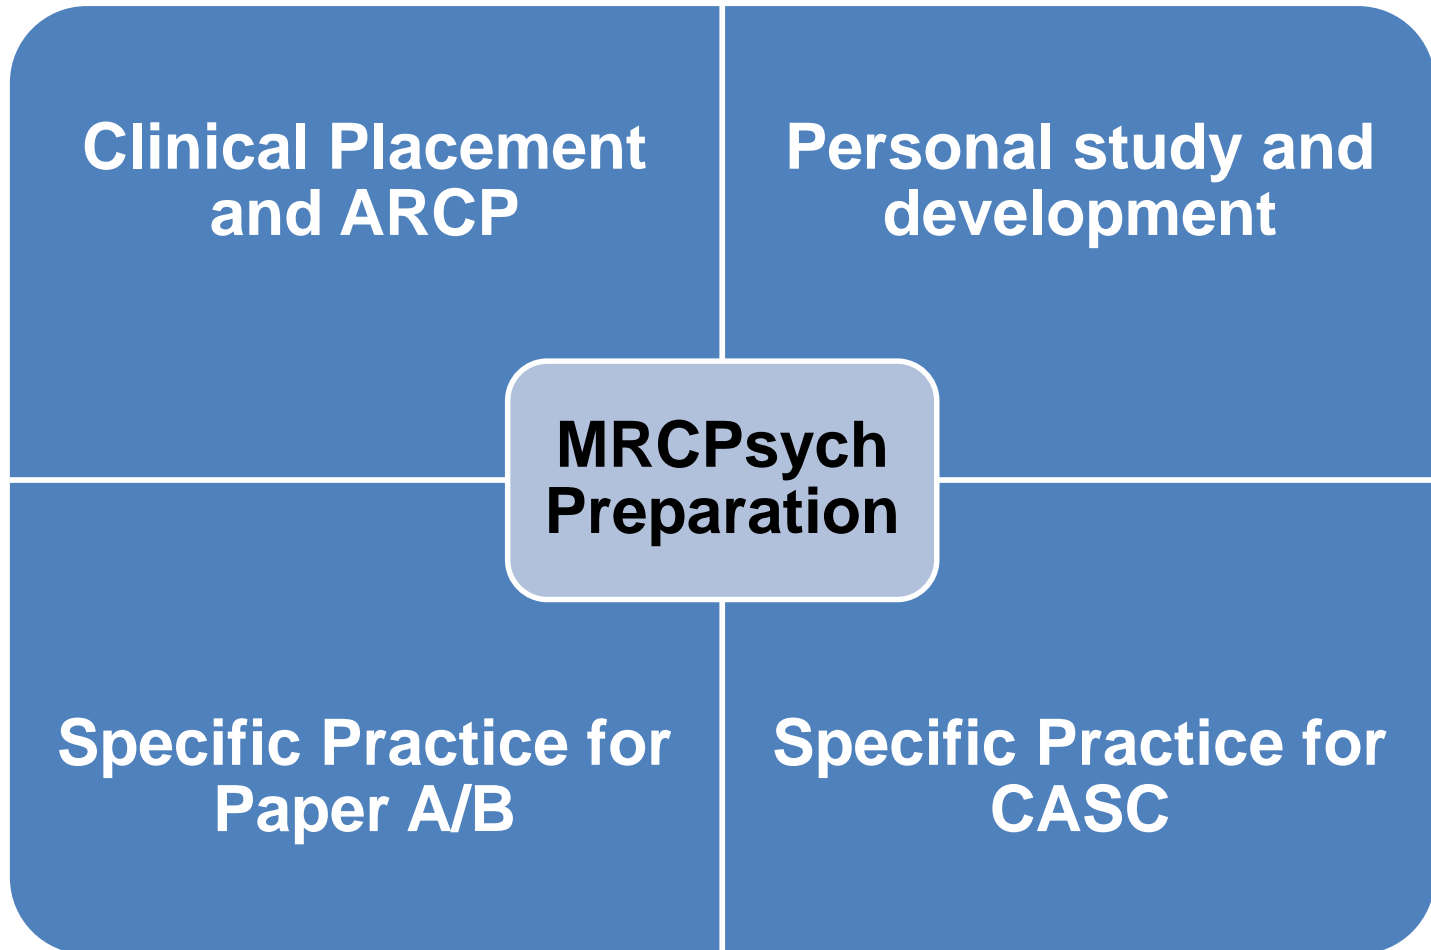 Clinical Placement
and ARCP
Personal study and
development
MRCPsych
Preparation
Specific Practice for
Paper A/B
Specific Practice for
CASC